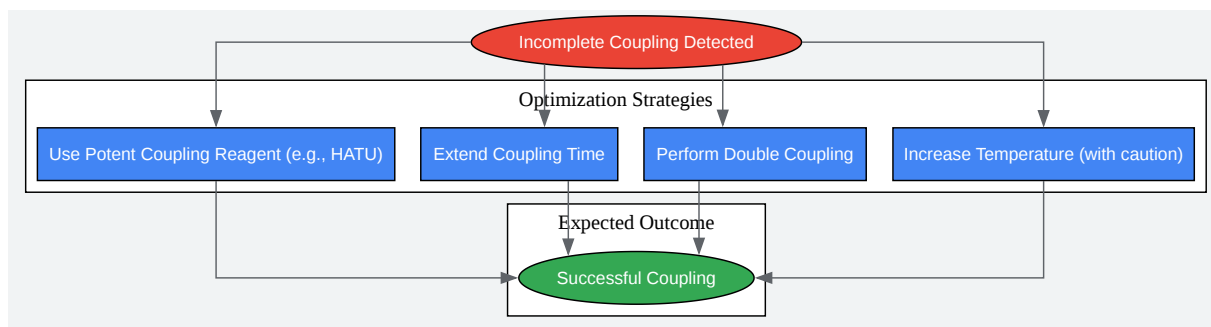 Incomplete Coupling Detected
Optimization Strategies
Use Potent Coupling Reagent (e.g., HATU)
Extend Coupling Time
Perform Double Coupling
Increase Temperature (with caution)
Expected Outcome
Successful Coupling